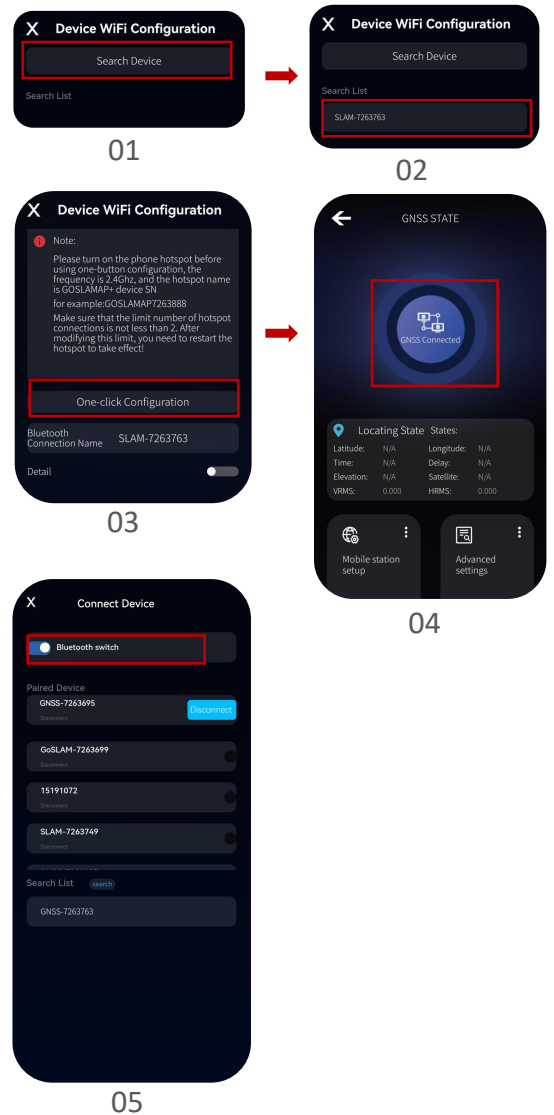 X Device WiFi Configuration
Search Device
Search List
01
X Device WiFi Configuration
Search Device
Search List
SLAM-7263763
02
X Device WiFi Configuration
Note:
Please turn on the phone hotspot before
using one-button configuration, the
frequency is 2.4Ghz, and the hotspot name
is GOSLAMAP+ device SN
for example:GOSLAMAP7263888
Make sure that the limit number of hotspot
connections is not less than 2. After
modifying this limit, you need to restart the
hotspot to take effect!
One-click Configuration
Bluetooth
Connection Name SLAM-7263763
Detail
03
GNSS STATE
GNSS Connected
Locating State States:
Latitude: N/A Longitude: N/A
Time: N/A Delay: N/A
Elevation: N/A Satellite: N/A
VRMS: 0.000 HRMS: 0.000
Mobile station
setup
Advanced
settings
04
X Connect Device
Bluetooth switch
Paired Device
GNSS-7263695
Disconnect
Disconnect
GoSLAM-7263699
Disconnect
15191072
Disconnect
SLAM-7263749
Disconnect
Search List search
GNSS-7263763
05